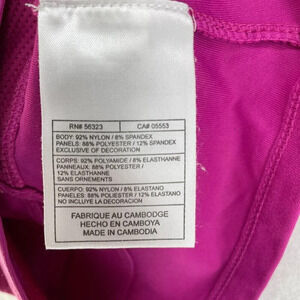 RN# 56323 CA# 05553
BODY: 92% NYLON / 8% SPANDEX
PANELS: 88% POLYESTER / 12% SPANDEX
EXCLUSIVE OF DECORATION
CORPS: 92% POLYAMIDE / 8% ELASTHANNE
PANNEAUX: 88% POLYESTER /
12% ELASTHANNE
SANS ORNEMENTS
CUERPO: 92% NYLON / 8% ELASTANO
PANELES: 88% POLIESTER / 12% ELASTANO
NO INCLUYE LA DECORACION
FABRIQUE AU CAMBODGE
HECHO EN CAMBOYA
MADE IN CAMBODIA